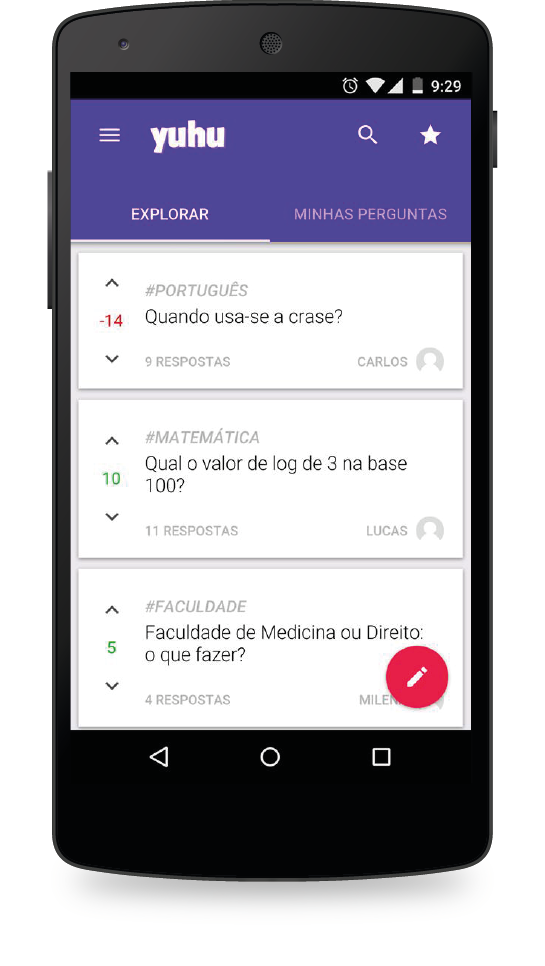 9:29
yuhu
EXPLORAR
MINHAS PERGUNTAS
#PORTUGUÊS
-14
Quando usa-se a crase?
9 RESPOSTAS
CARLOS
#MATEMÁTICA
10
Qual o valor de log de 3 na base
100?
11 RESPOSTAS
LUCAS
#FACULDADE
5
Faculdade de Medicina ou Direito:
o que fazer?
4 RESPOSTAS